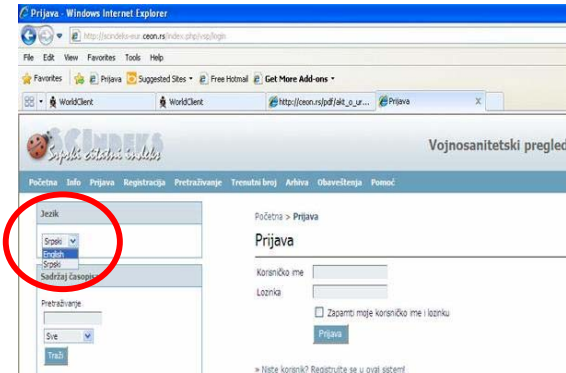 Prijava - Windows Internet Explorer
http://scindeks-eur.ceon.rs/index.php/vsp/login
File Edit View Favorites Tools Help
Favorites Prijava Suggested Sites Free Hotmail Get More Add-ons
WorldClient WorldClient http://ceon.rs/pdf/akt_o_ur... Prijava X
SCIndeks
Srpski citatni indeks
Vojnosanitetski pregled
Početna Info Prijava Registracija Pretraživanje Trenutni broj Arhiva Obaveštenja Pomoć
Jezik
Srpski
English
Srpski
Sadržaj časopisa
Pretraživanje
Sve
Traži
Početna > Prijava
Prijava
Korisničko ime
Lozinka
Zapamti moje korisničko ime i lozinku
Prijava
» Niste korisnik? Registrujte se u ovaj sistem!